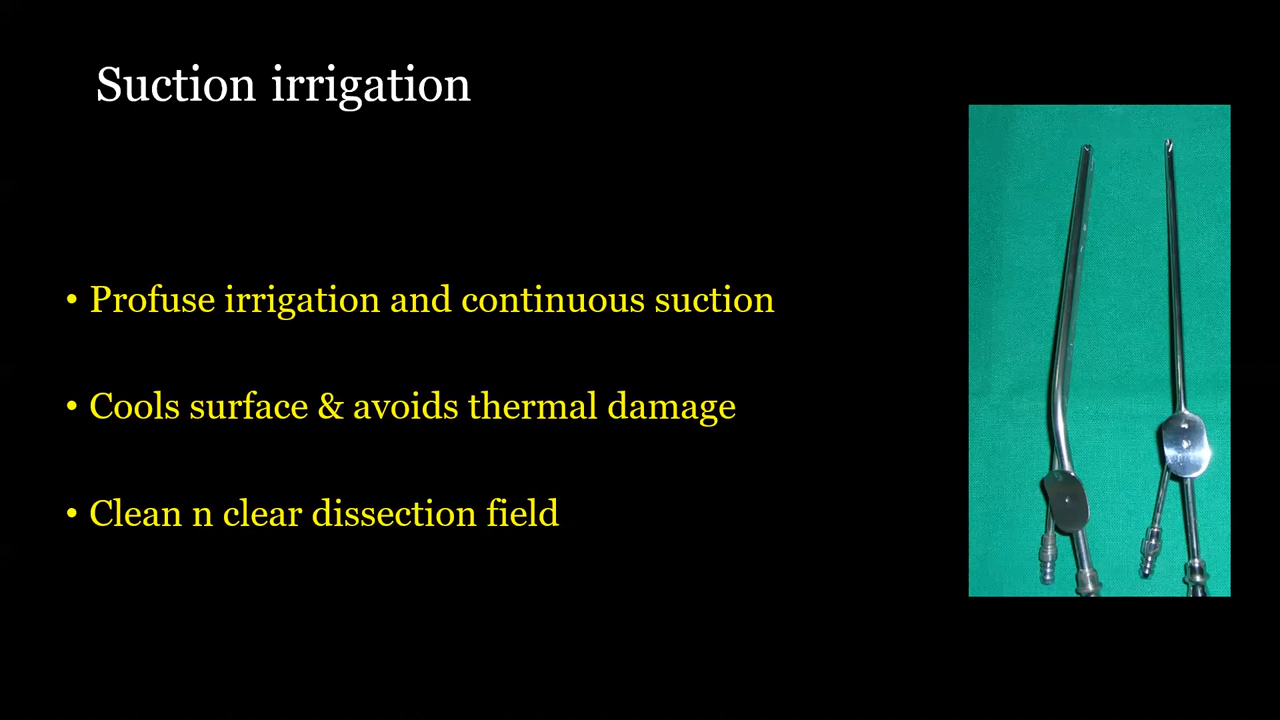 Suction irrigation
• Profuse irrigation and continuous suction
• Cools surface & avoids thermal damage
• Clean n clear dissection field